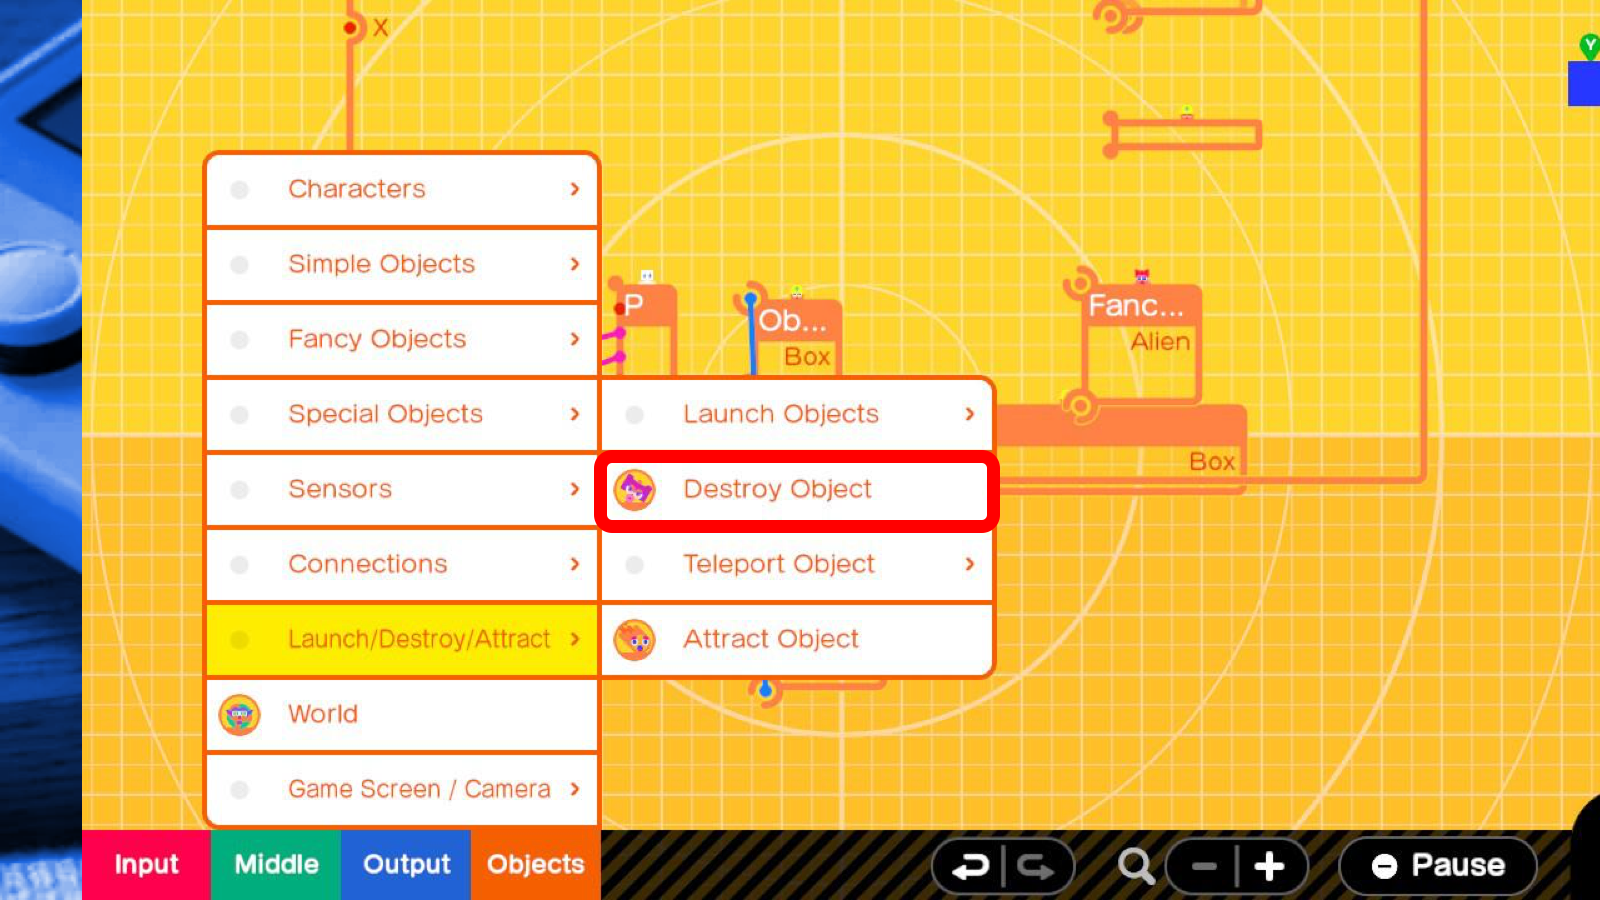 X
Y
Characters
Simple Objects
Fancy Objects
P
Ob...
Box
Fanc...
Alien
Special Objects
Launch Objects
Box
Sensors
Destroy Object
Connections
Teleport Object
Launch/Destroy/Attract
Attract Object
World
Game Screen / Camera
Input
Middle
Output
Objects
Pause